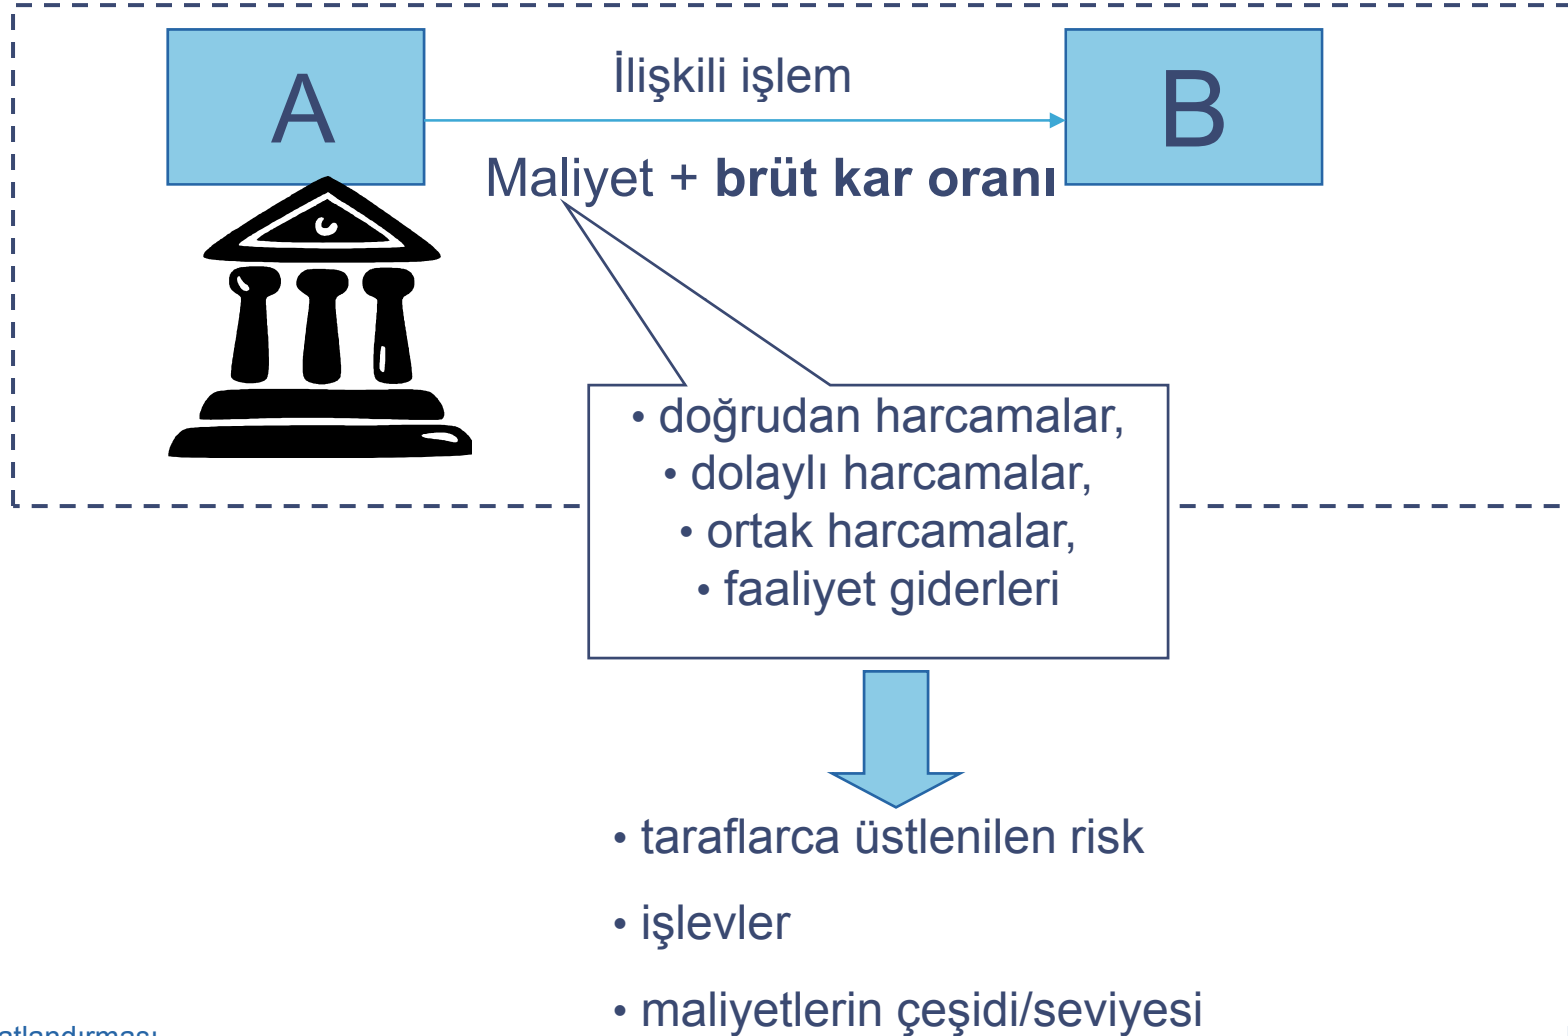 A
İlişkili işlem
B
Maliyet + brüt kar oranı
• doğrudan harcamalar,
• dolaylı harcamalar,
• ortak harcamalar,
• faaliyet giderleri
• taraflarca üstlenilen risk
• işlevler
• maliyetlerin çeşidi/seviyesi